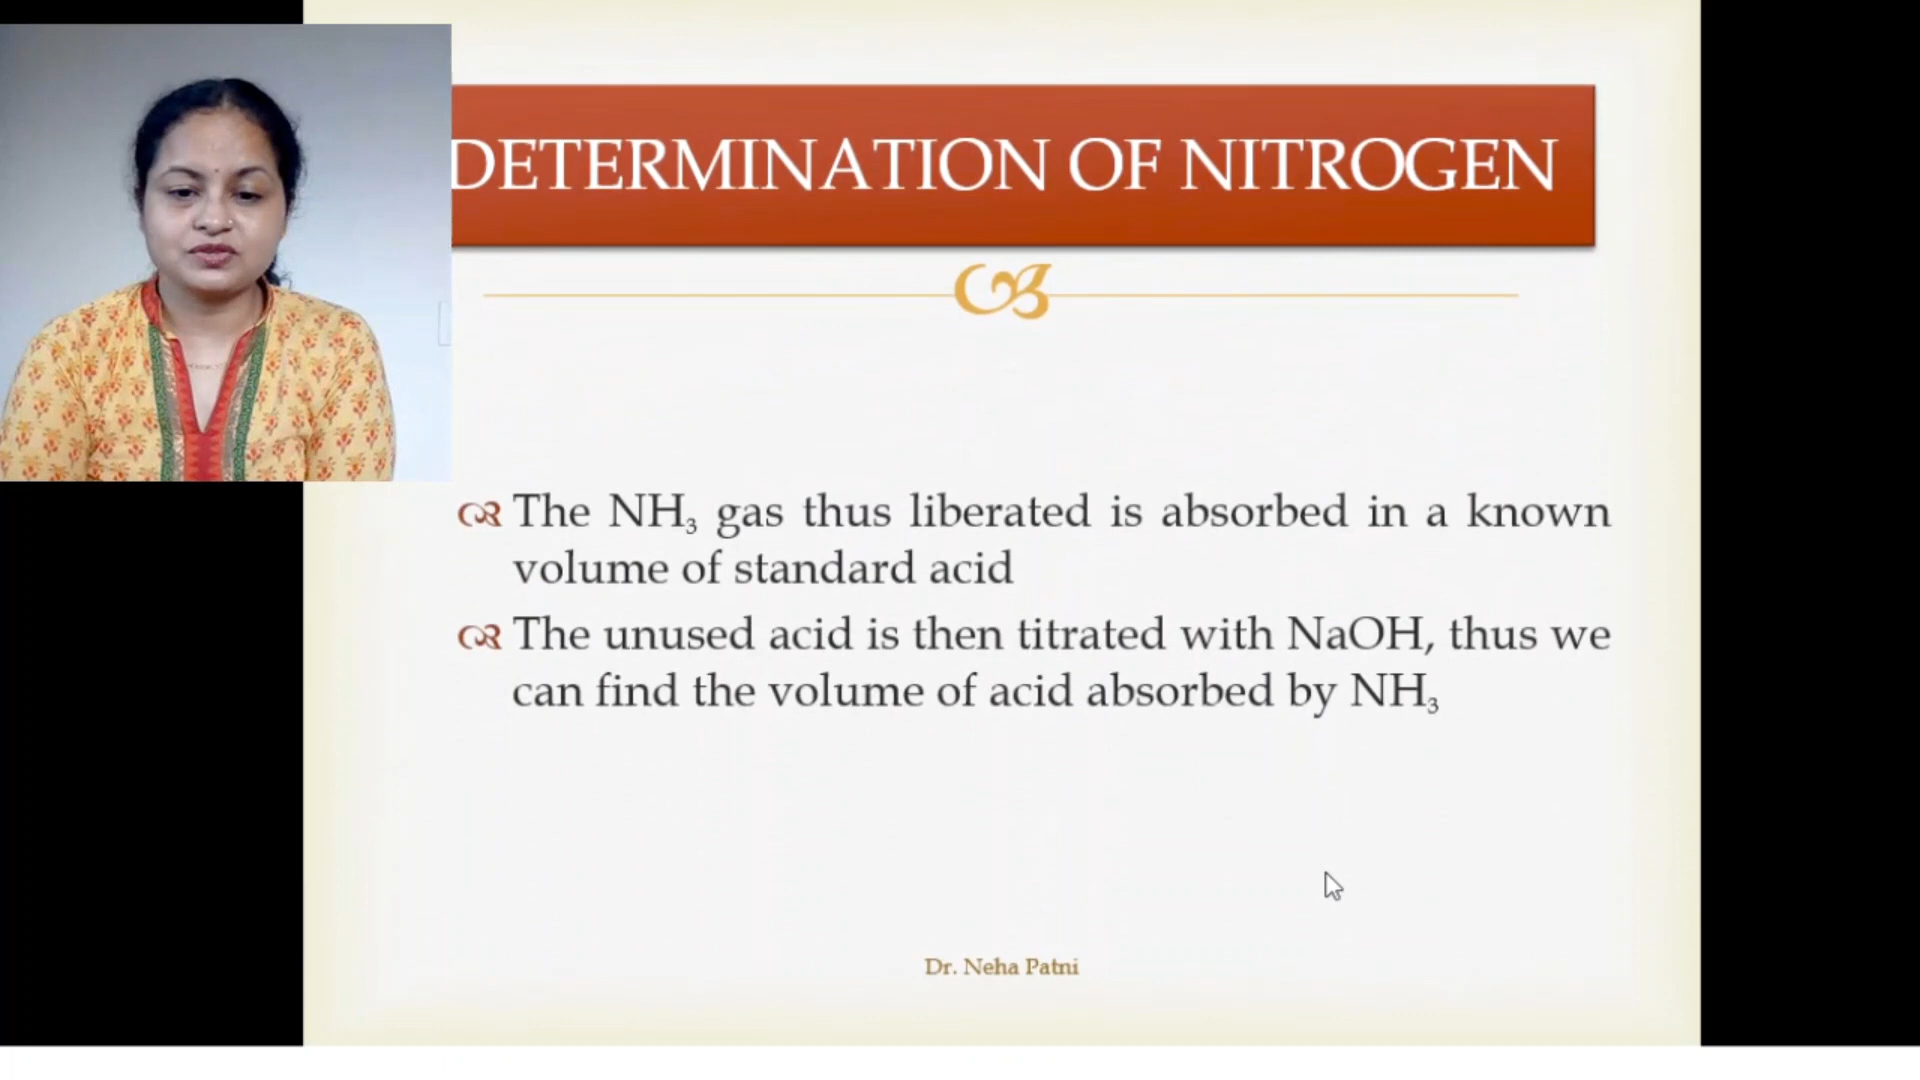 DETERMINATION OF NITROGEN
The NH₃ gas thus liberated is absorbed in a known
volume of standard acid
The unused acid is then titrated with NaOH, thus we
can find the volume of acid absorbed by NH₃
Dr. Neha Patni